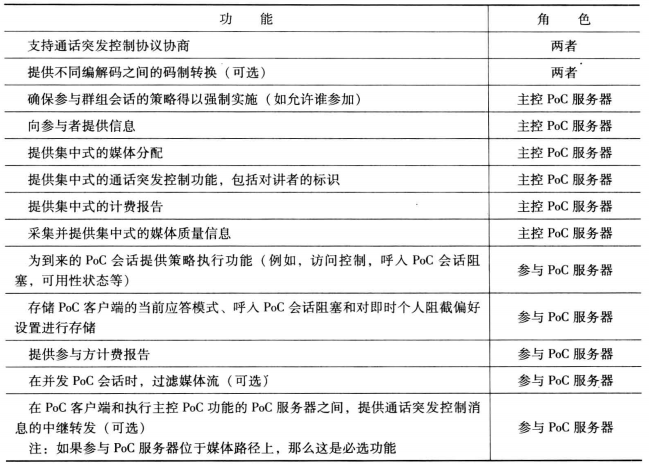 功 能 角 色
支持通话突发控制协议协商 两者
提供不同编解码之间的码制转换（可选） 两者
确保参与群组会话的策略得以强制实施（如允许谁参加） 主控 PoC 服务器
向参与者提供信息 主控 PoC 服务器
提供集中式的媒体分配 主控 PoC 服务器
提供集中式的通话突发控制功能，包括对讲者的标识 主控 PoC 服务器
提供集中式的计费报告 主控 PoC 服务器
采集并提供集中式的媒体质量信息 主控 PoC 服务器
为到来的 PoC 会话提供策略执行功能（例如，访问控制，呼入 PoC 会话阻
塞，可用性状态等） 参与 PoC 服务器
存储 PoC 客户端的当前应答模式、呼入 PoC 会话阻塞和对即时个人阻截偏好
设置进行存储 参与 PoC 服务器
提供参与方计费报告 参与 PoC 服务器
在并发 PoC 会话时，过滤媒体流（可选） 参与 PoC 服务器
在 PoC 客户端和执行主控 PoC 功能的 PoC 服务器之间，提供通话突发控制消
息的中继转发（可选） 参与 PoC 服务器
注：如果参与 PoC 服务器位于媒体路径上，那么这是必选功能